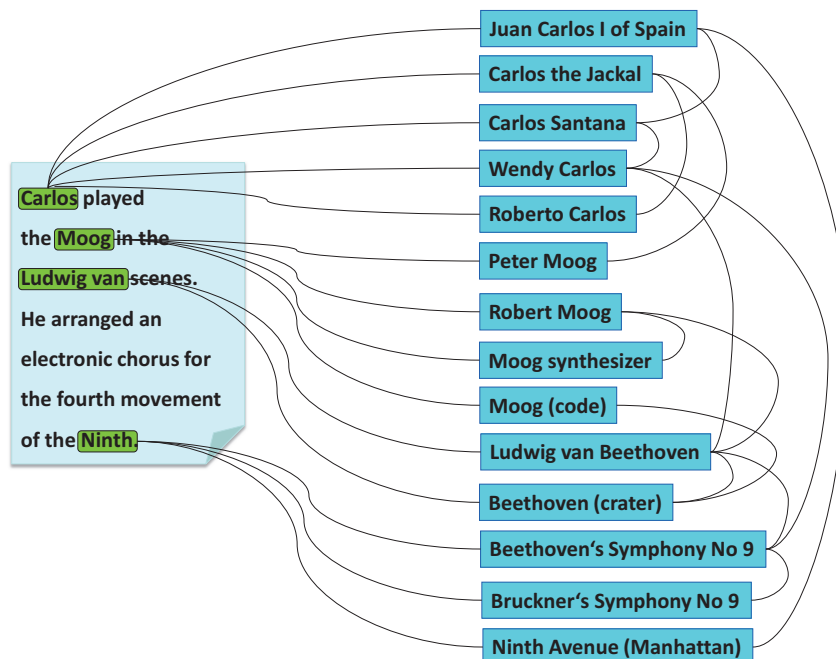 Carlos played
the Moog in the
Ludwig van scenes.
He arranged an
electronic chorus for
the fourth movement
of the Ninth.
Juan Carlos I of Spain
Carlos the Jackal
Carlos Santana
Wendy Carlos
Roberto Carlos
Peter Moog
Robert Moog
Moog synthesizer
Moog (code)
Ludwig van Beethoven
Beethoven (crater)
Beethoven‘s Symphony No 9
Bruckner‘s Symphony No 9
Ninth Avenue (Manhattan)